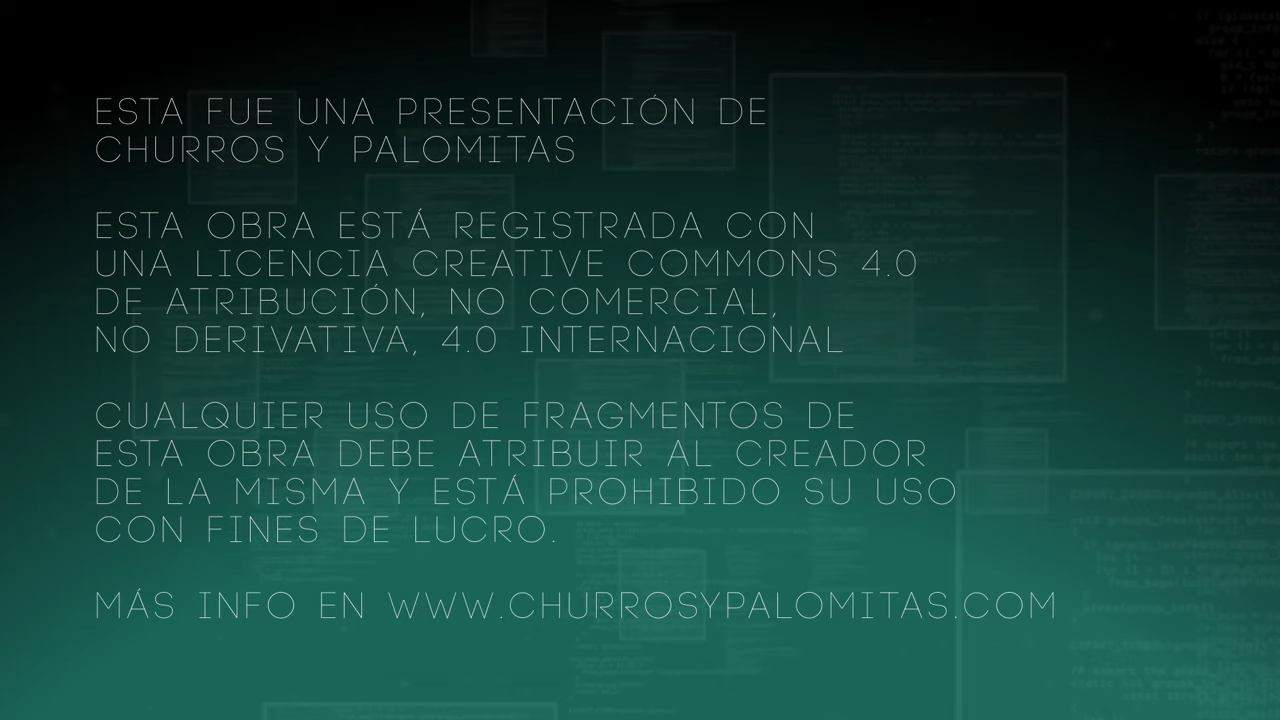 ESTA FUE UNA PRESENTACIÓN DE
CHURROS Y PALOMITAS
ESTA OBRA ESTÁ REGISTRADA CON
UNA LICENCIA CREATIVE COMMONS 4.0
DE ATRIBUCIÓN, NO COMERCIAL,
NO DERIVATIVA, 4.0 INTERNACIONAL
CUALQUIER USO DE FRAGMENTOS DE
ESTA OBRA DEBE ATRIBUIR AL CREADOR
DE LA MISMA Y ESTÁ PROHIBIDO SU USO
CON FINES DE LUCRO.
MÁS INFO EN WWW.CHURROSYPALOMITAS.COM